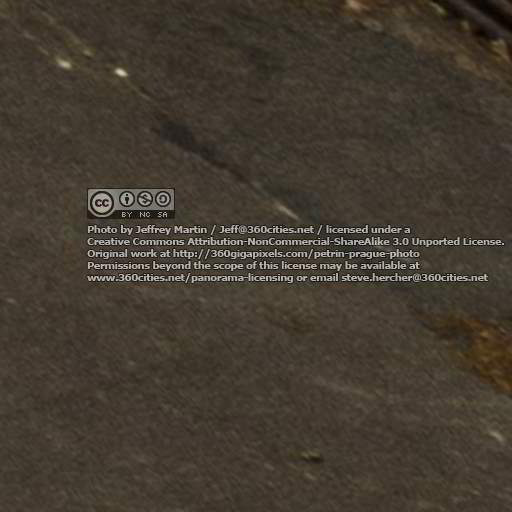 cc
BY NC SA
Photo by Jeffrey Martin / Jeff@360cities.net / licensed under a
Creative Commons Attribution-NonCommercial-ShareAlike 3.0 Unported License.
Original work at http://360gigapixels.com/petrin-prague-photo
Permissions beyond the scope of this license may be available at
www.360cities.net/panorama-licensing or email steve.hercher@360cities.net